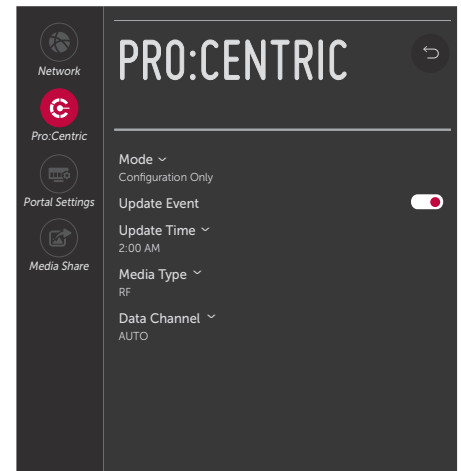 Network
Pro:Centric
Portal Settings
Media Share
PRO:CENTRIC
Mode
Configuration Only
Update Event
Update Time
2:00 AM
Media Type
RF
Data Channel
AUTO